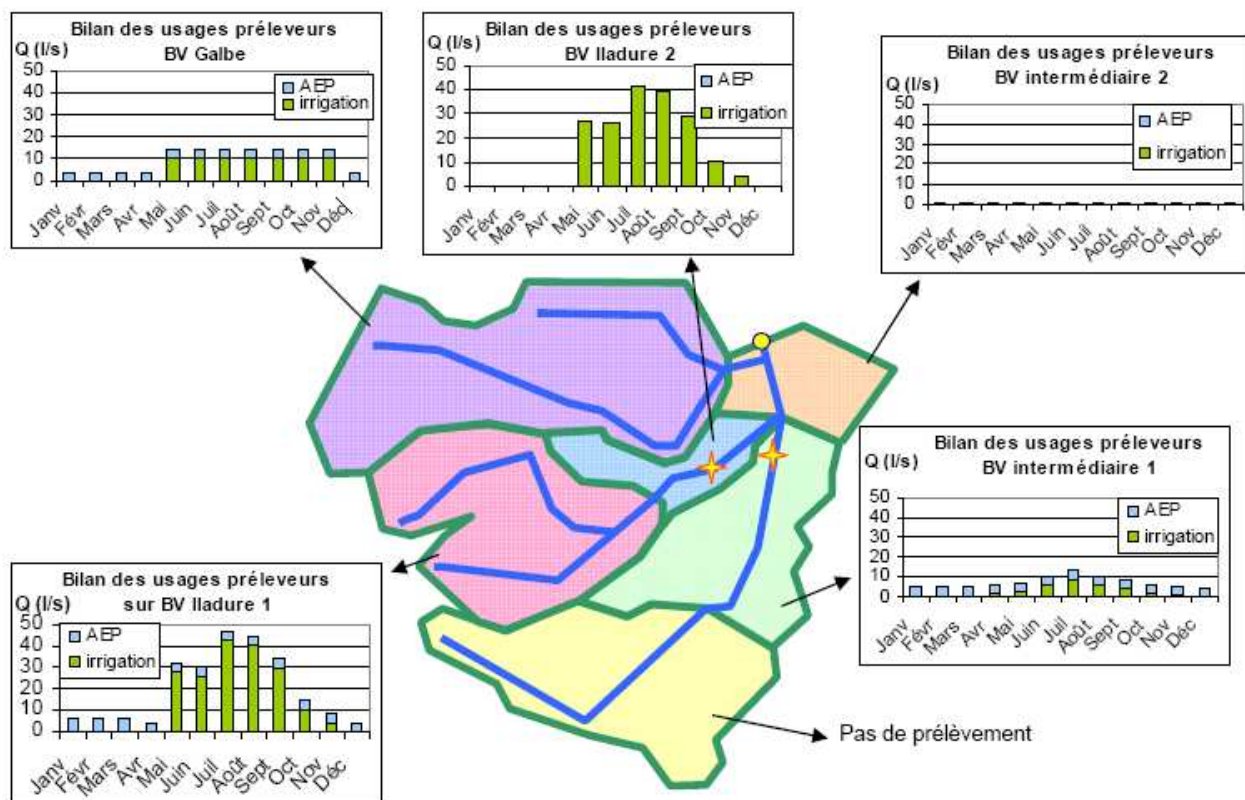 Bilan des usages préleveurs
BV Galbe
Q (l/s)
50
40
30
20
10
0
AEP
irrigation
Janv
Févr
Mars
Avr
Mai
Juin
Juil
Août
Sept
Oct
Nov
Déc
Bilan des usages préleveurs
BV lladure 2
Q (l/s)
50
40
30
20
10
0
AEP
irrigation
Janv
Févr
Mars
Avr
Mai
Juin
Juil
Août
Sept
Oct
Nov
Déc
Bilan des usages préleveurs
BV intermédiaire 2
Q (l/s)
50
40
30
20
10
0
AEP
irrigation
Janv
Févr
Mars
Avr
Mai
Juin
Juil
Août
Sept
Oct
Nov
Déc
Bilan des usages préleveurs
BV intermédiaire 1
Q (l/s)
50
40
30
20
10
0
AEP
irrigation
Janv
Févr
Mars
Avr
Mai
Juin
Juil
Août
Sept
Oct
Nov
Déc
Bilan des usages préleveurs
sur BV lladure 1
Q (l/s)
50
40
30
20
10
0
AEP
irrigation
Janv
Févr
Mars
Avr
Mai
Juin
Juil
Août
Sept
Oct
Nov
Déc
Pas de prélèvement